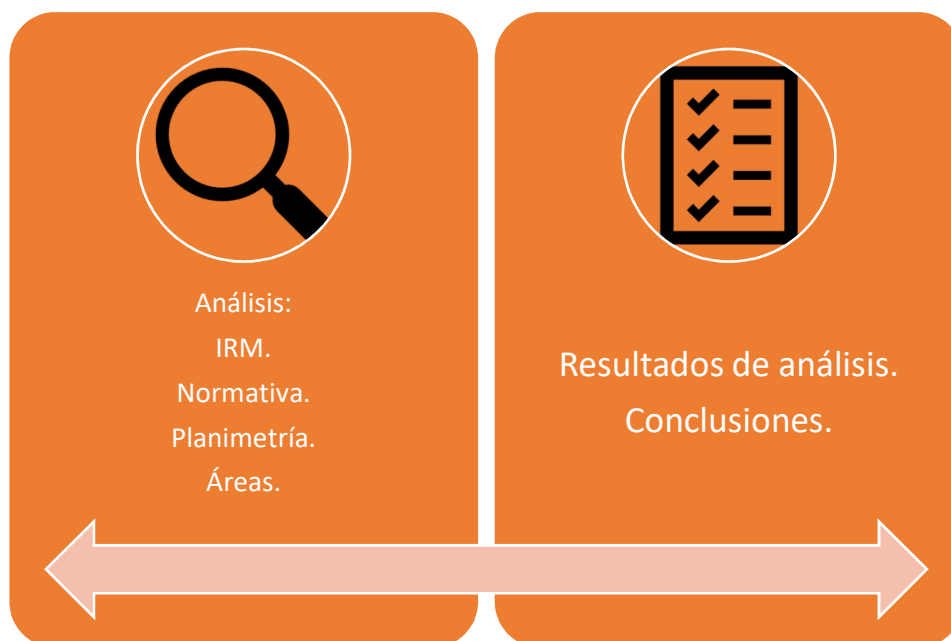 Análisis:
IRM.
Normativa.
Planimetría.
Áreas.
Resultados de análisis.
Conclusiones.